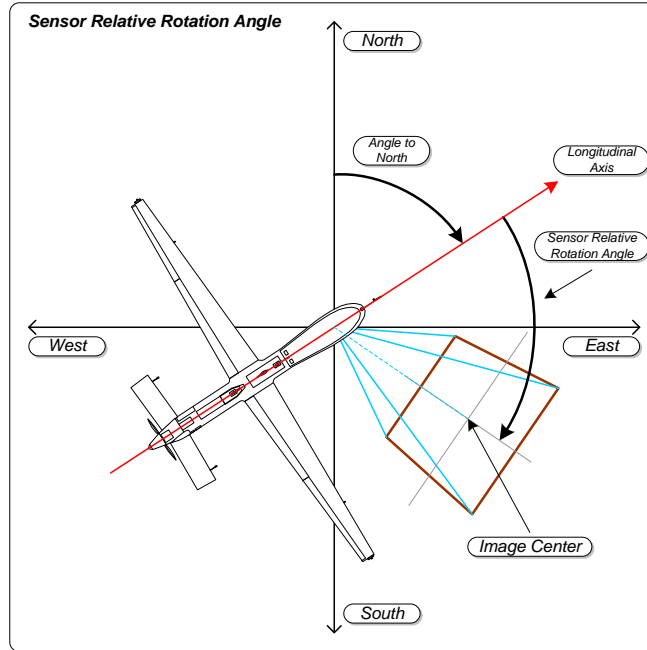 Sensor Relative Rotation Angle
North
Angle to
North
Longitudinal
Axis
Sensor Relative
Rotation Angle
West
East
Image Center
South